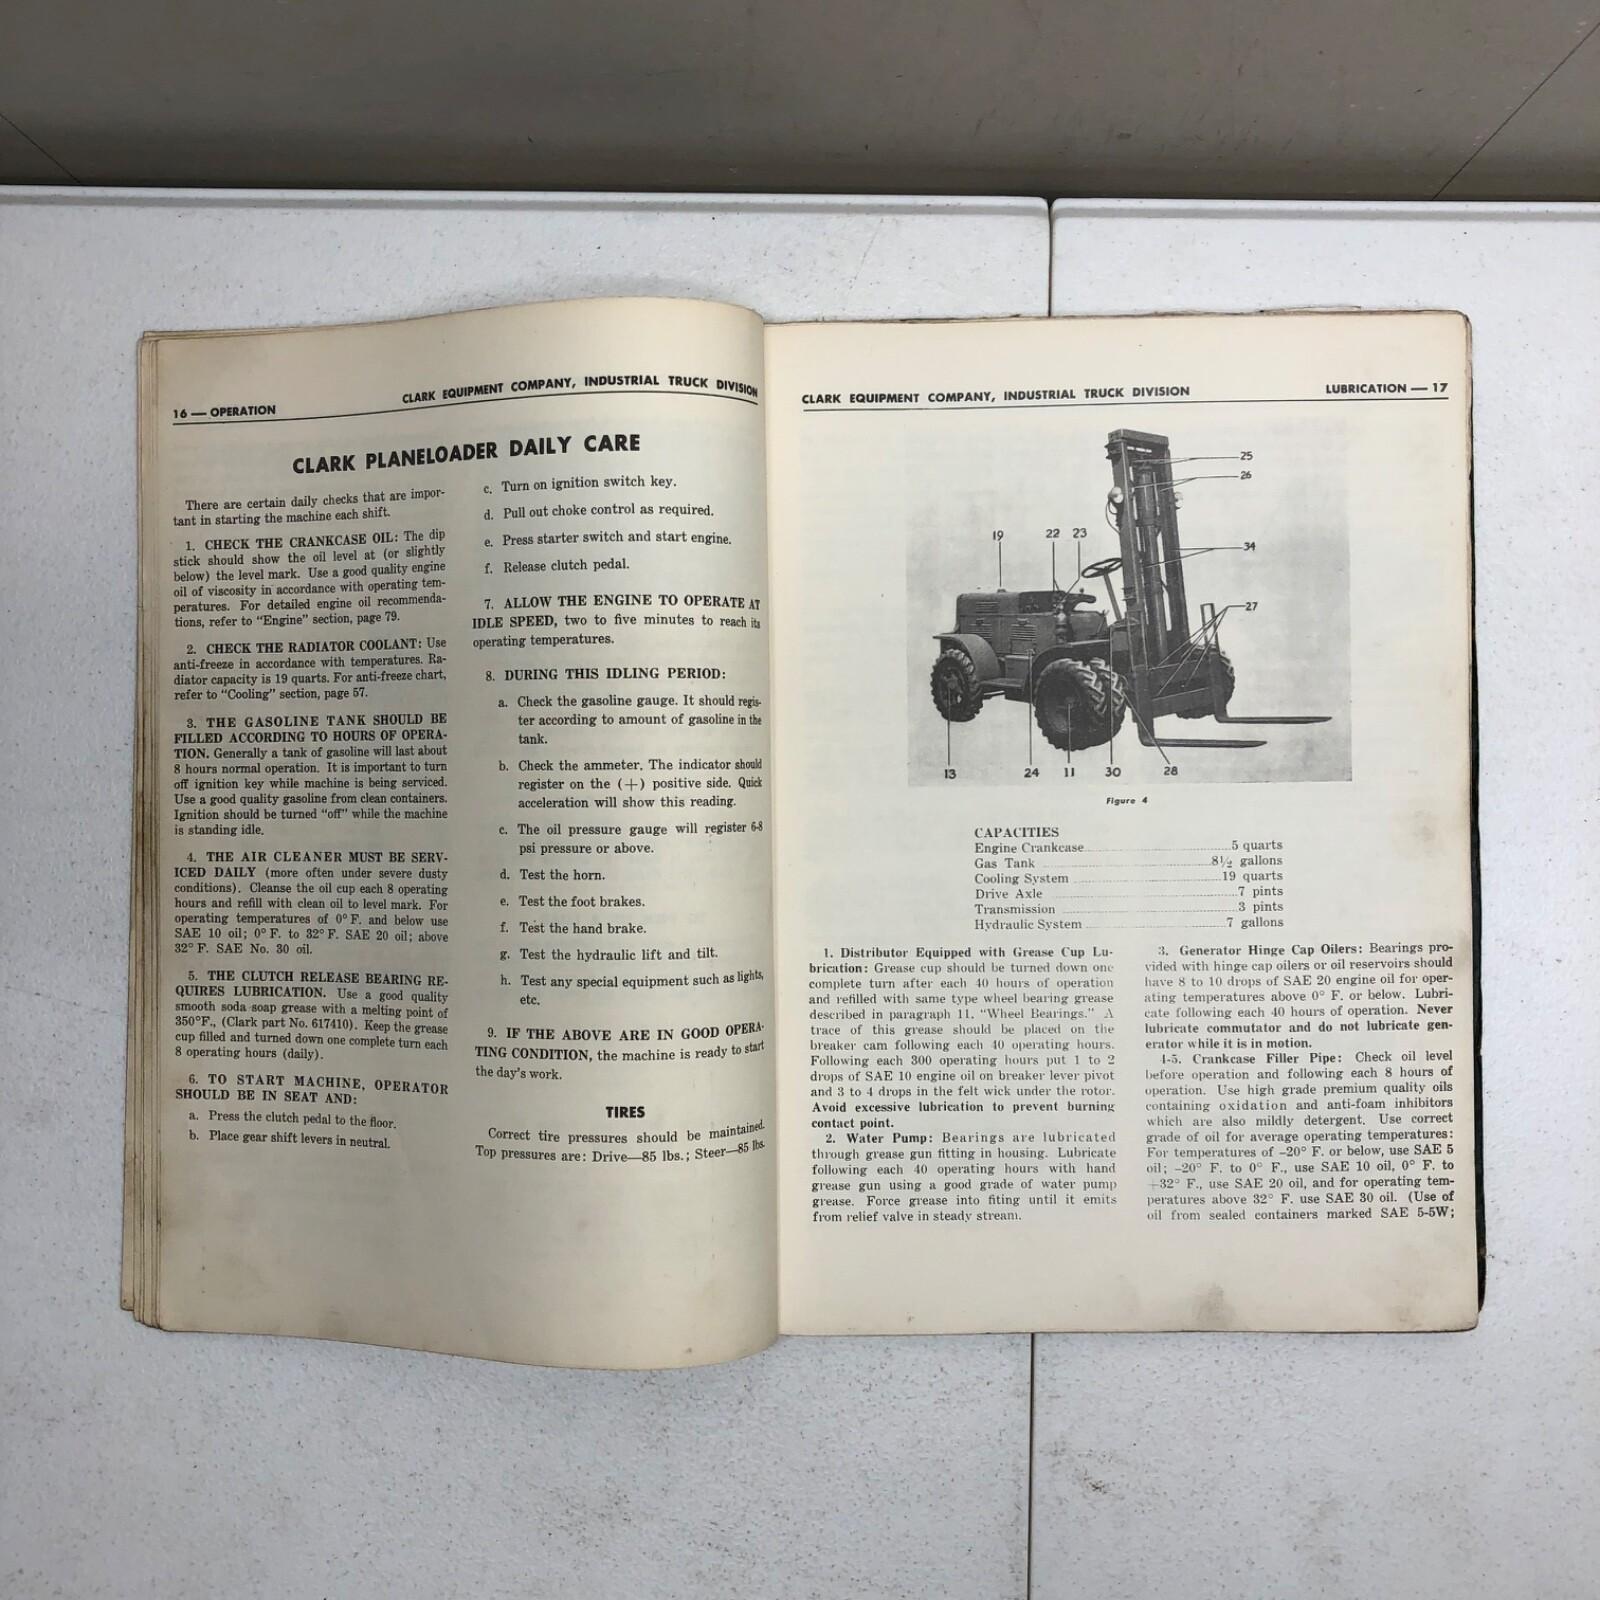 16 — OPERATION
CLARK EQUIPMENT COMPANY, INDUSTRIAL TRUCK DIVISION
CLARK PLANELOADER DAILY CARE
There are certain daily checks that are impor-
tant in starting the machine each shift.
1. CHECK THE CRANKCASE OIL: The dip
stick should show the oil level at (or slightly
below) the level mark. Use a good quality engine
oil of viscosity in accordance with operating tem-
peratures. For detailed engine oil recommenda-
tions, refer to "Engine" section, page 79.
2. CHECK THE RADIATOR COOLANT: Use
anti-freeze in accordance with temperatures. Ra-
diator capacity is 19 quarts. For anti-freeze chart,
refer to "Cooling" section, page 57.
3. THE GASOLINE TANK SHOULD BE
FILLED ACCORDING TO HOURS OF OPERA-
TION. Generally a tank of gasoline will last about
8 hours normal operation. It is important to turn
off ignition key while machine is being serviced.
Use a good quality gasoline from clean containers.
Ignition should be turned "off" while the machine
is standing idle.
4. THE AIR CLEANER MUST BE SERV-
ICED DAILY (more often under severe dusty
conditions). Cleanse the oil cup each 8 operating
hours and refill with clean oil to level mark. For
operating temperatures of 0° F. and below use
SAE 10 oil; 0° F. to 32° F. SAE 20 oil; above
32° F. SAE No. 30 oil.
5. THE CLUTCH RELEASE BEARING RE-
QUIRES LUBRICATION. Use a good quality
smooth soda soap grease with a melting point of
350°F., (Clark part No. 617410). Keep the grease
cup filled and turned down one complete turn each
8 operating hours (daily).
6. TO START MACHINE, OPERATOR
SHOULD BE IN SEAT AND:
a. Press the clutch pedal to the floor.
b. Place gear shift levers in neutral.
c. Turn on ignition switch key.
d. Pull out choke control as required.
e. Press starter switch and start engine.
f. Release clutch pedal.
7. ALLOW THE ENGINE TO OPERATE AT
IDLE SPEED, two to five minutes to reach its
operating temperatures.
8. DURING THIS IDLING PERIOD:
a. Check the gasoline gauge. It should regis-
ter according to amount of gasoline in the
tank.
b. Check the ammeter. The indicator should
register on the (+) positive side. Quick
acceleration will show this reading.
c. The oil pressure gauge will register 6-8
psi pressure or above.
d. Test the horn.
e. Test the foot brakes.
f. Test the hand brake.
g. Test the hydraulic lift and tilt.
h. Test any special equipment such as lights,
etc.
9. IF THE ABOVE ARE IN GOOD OPERA-
TING CONDITION, the machine is ready to start
the day's work.
TIRES
Correct tire pressures should be maintained.
Top pressures are: Drive—85 lbs.; Steer—85 lbs.
CLARK EQUIPMENT COMPANY, INDUSTRIAL TRUCK DIVISION
LUBRICATION — 17
25
26
19
22
23
34
27
13
24
11
30
28
Figure 4
CAPACITIES
Engine Crankcase 5 quarts
Gas Tank 8½ gallons
Cooling System 19 quarts
Drive Axle 7 pints
Transmission 3 pints
Hydraulic System 7 gallons
1. Distributor Equipped with Grease Cup Lu-
brication: Grease cup should be turned down one
complete turn after each 40 hours of operation
and refilled with same type wheel bearing grease
described in paragraph 11. "Wheel Bearings." A
trace of this grease should be placed on the
breaker cam following each 40 operating hours.
Following each 300 operating hours put 1 to 2
drops of SAE 10 engine oil on breaker lever pivot
and 3 to 4 drops in the felt wick under the rotor.
Avoid excessive lubrication to prevent burning
contact point.
2. Water Pump: Bearings are lubricated
through grease gun fitting in housing. Lubricate
following each 40 operating hours with hand
grease gun using a good grade of water pump
grease. Force grease into fiting until it emits
from relief valve in steady stream.
3. Generator Hinge Cap Oilers: Bearings pro-
vided with hinge cap oilers or oil reservoirs should
have 8 to 10 drops of SAE 20 engine oil for oper-
ating temperatures above 0° F. or below. Lubri-
cate following each 40 hours of operation. Never
lubricate commutator and do not lubricate gen-
erator while it is in motion.
4-5. Crankcase Filler Pipe: Check oil level
before operation and following each 8 hours of
operation. Use high grade premium quality oils
containing oxidation and anti-foam inhibitors
which are also mildly detergent. Use correct
grade of oil for average operating temperatures:
For temperatures of -20° F. or below, use SAE 5
oil; -20° F. to 0° F., use SAE 10 oil, 0° F. to
+32° F., use SAE 20 oil, and for operating tem-
peratures above 32° F. use SAE 30 oil. (Use of
oil from sealed containers marked SAE 5-5W;